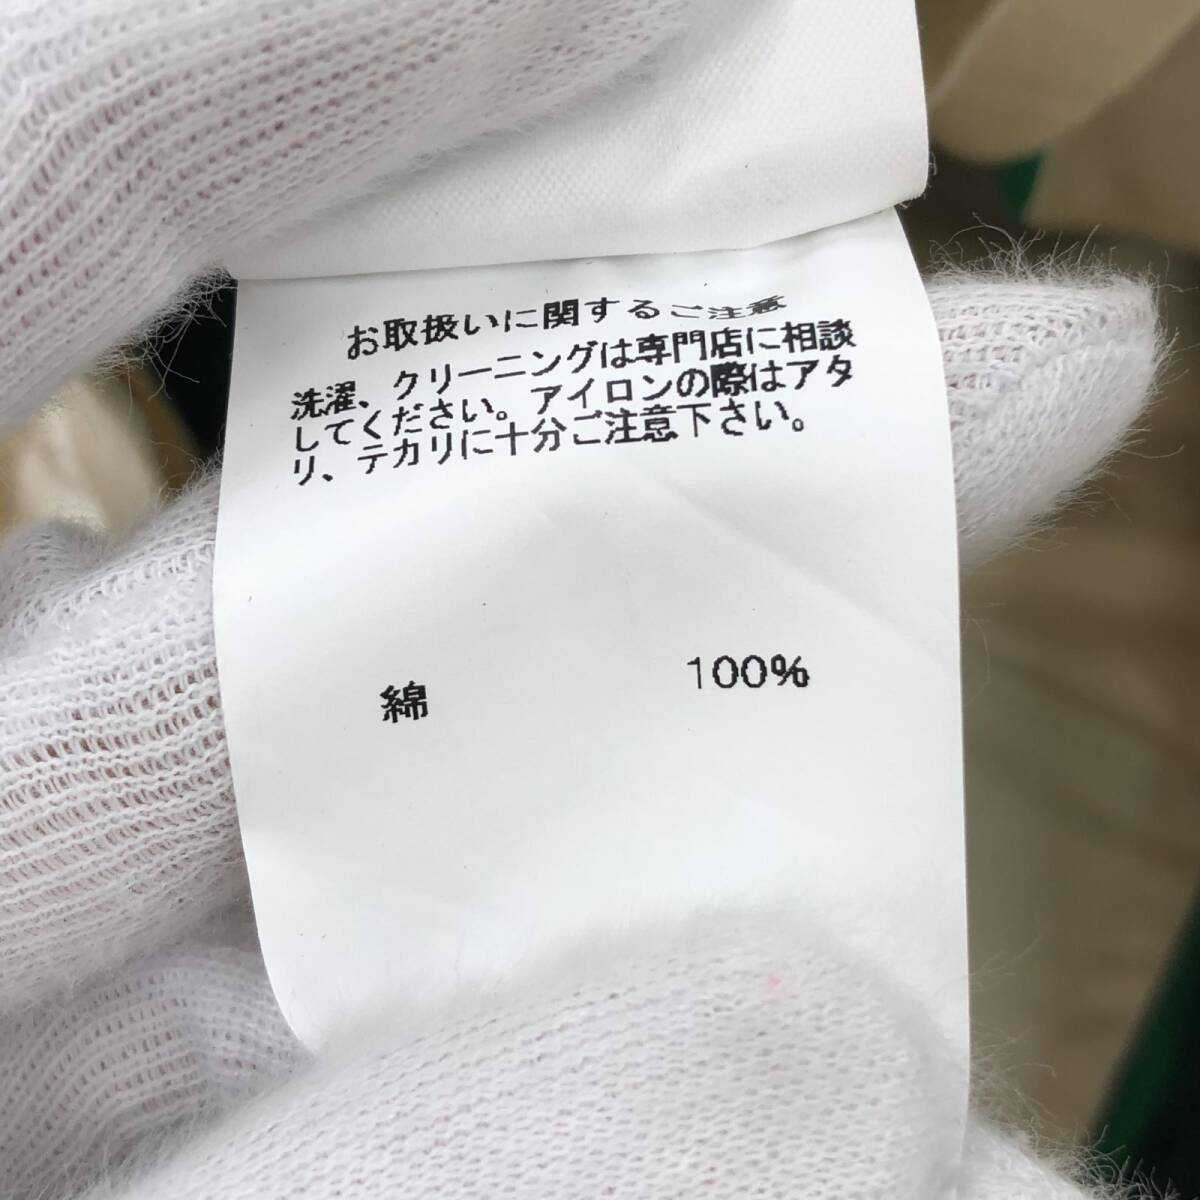 お取扱いに関するご注意
洗濯、クリーニングは専門店に相談
してください。アイロンの際はアタ
リ、テカリに十分ご注意下さい。
綿 100%